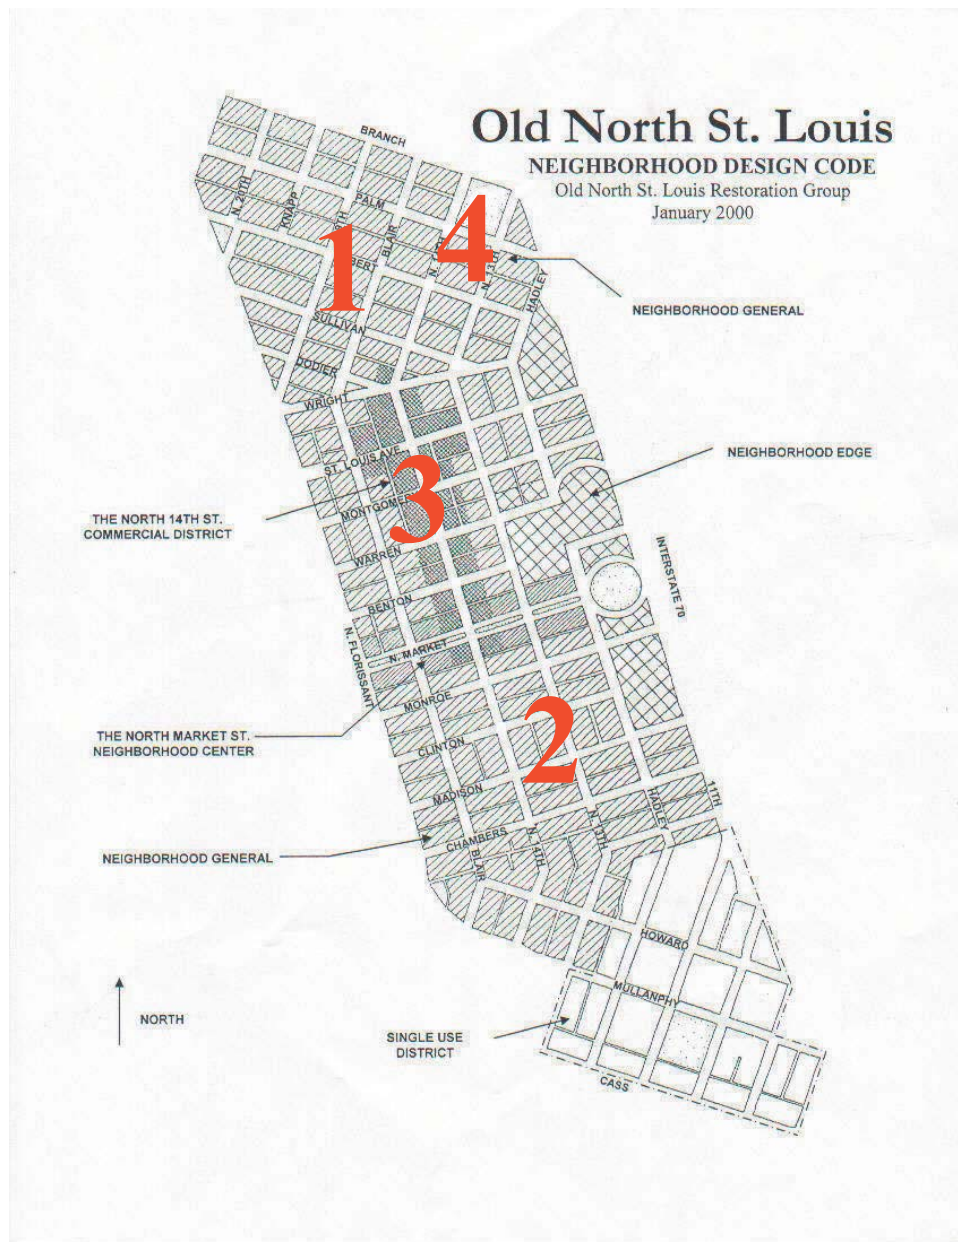 Old North St. Louis
NEIGHBORHOOD DESIGN CODE
Old North St. Louis Restoration Group
January 2000
BRANCH
N. 20TH
KNAPP
PALM
BLAIR
1
4
N. 13TH
HADLEY
NEIGHBORHOOD GENERAL
SULLIVAN
DODIER
WRIGHT
ST. LOUIS AVE.
NEIGHBORHOOD EDGE
3
THE NORTH 14TH ST.
COMMERCIAL DISTRICT
WARREN
INTERSTATE 70
BENTON
N. FLORISSANT
N. MARKET
MONROE
2
THE NORTH MARKET ST.
NEIGHBORHOOD CENTER
CLINTON
MADISON
HADLEY
11TH
CHAMBERS
N. 14TH
N. 13TH
NEIGHBORHOOD GENERAL
BLAIR
HOWARD
MULLANPHY
NORTH
SINGLE USE
DISTRICT
CASS